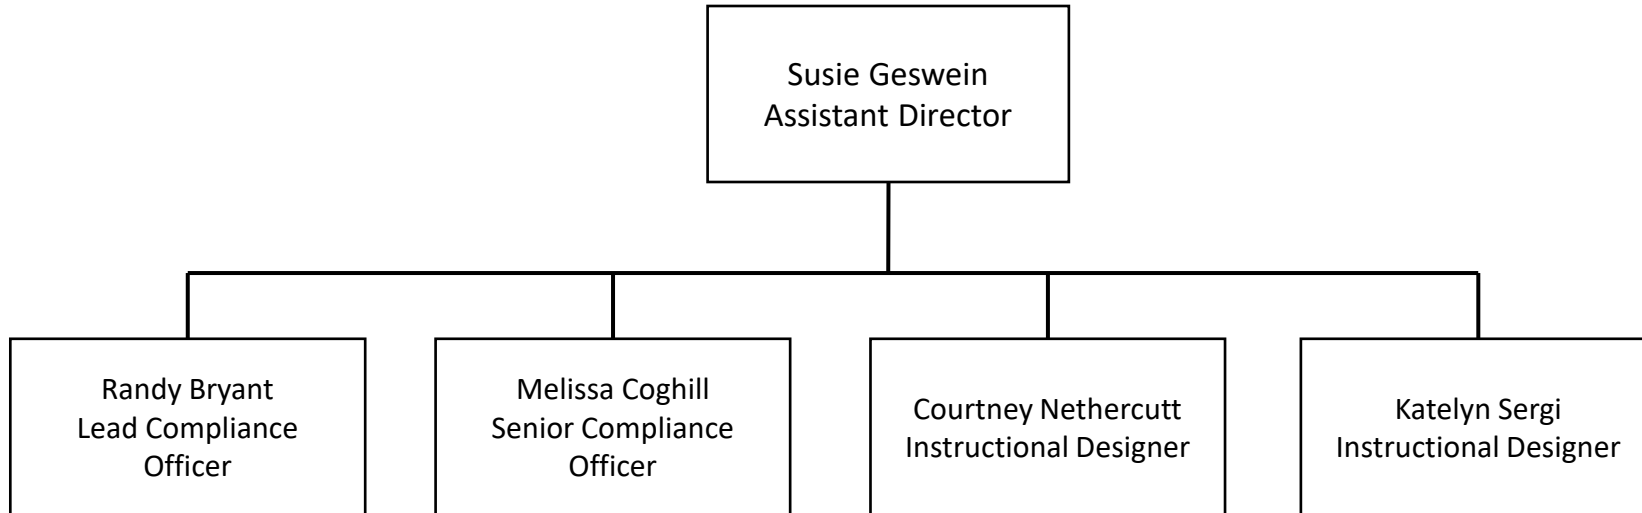 Susie Geswein
Assistant Director
Randy Bryant
Lead Compliance
Officer
Melissa Coghill
Senior Compliance
Officer
Courtney Nethercutt
Instructional Designer
Katelyn Sergi
Instructional Designer